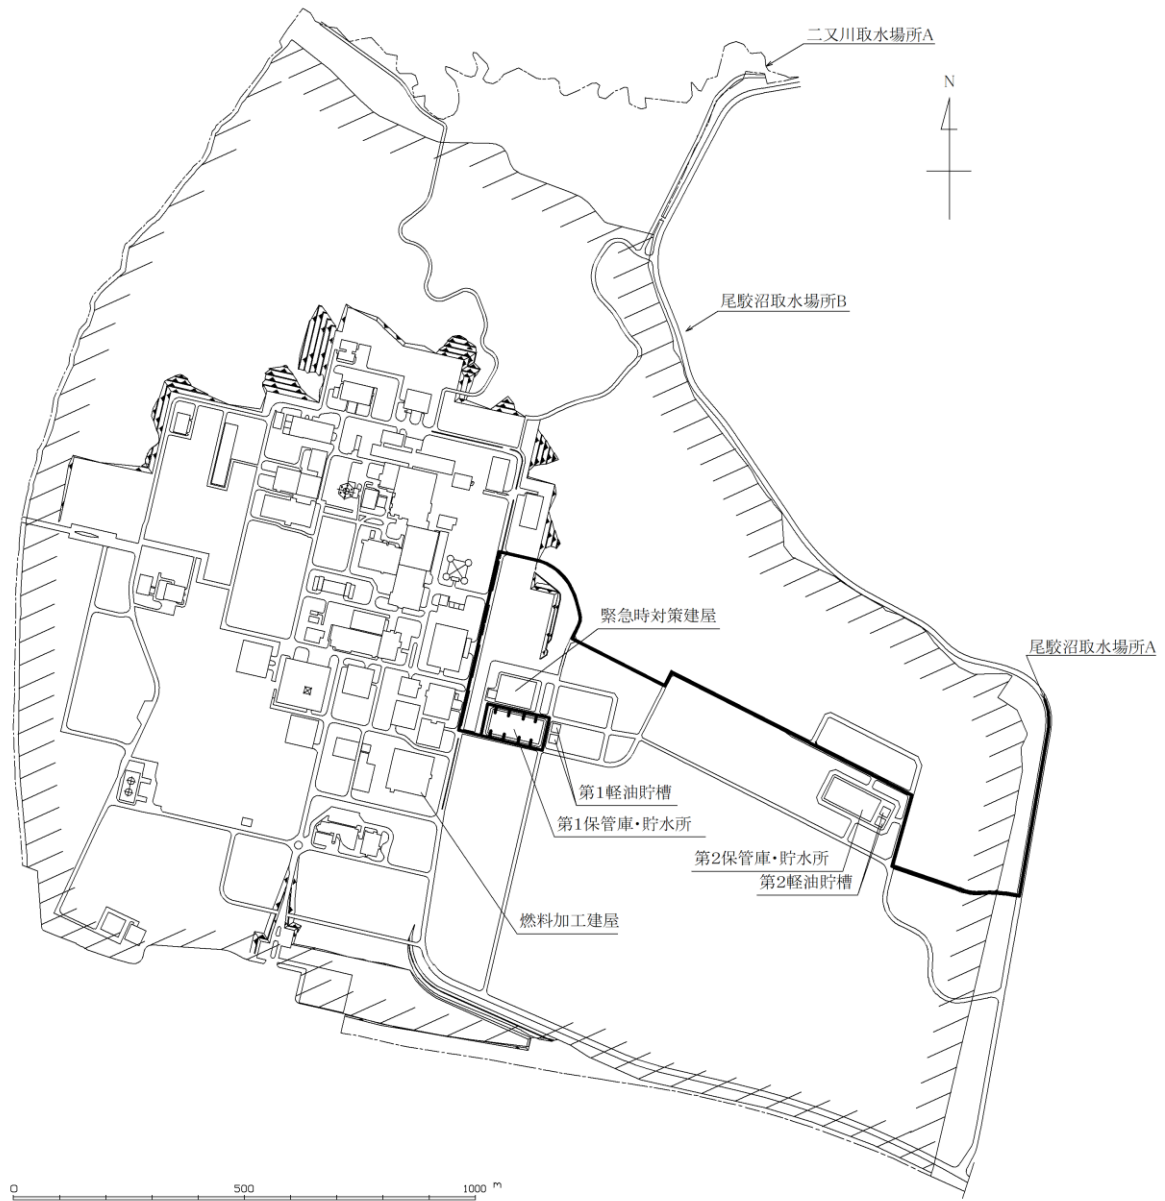 二又川取水場所A
N
尾駮沼取水場所B
緊急時対策建屋
尾駮沼取水場所A
第1軽油貯槽
第1保管庫・貯水所
第2保管庫・貯水所
第2軽油貯槽
燃料加工建屋
0 500 1000 m